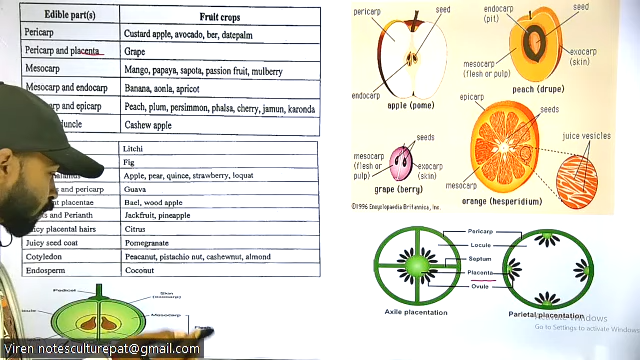 Edible part(s) Fruit crops
Pericarp Custard apple, avocado, ber, datepalm
Pericarp and placenta Grape
Mesocarp Mango, papaya, sapota, passion fruit, mulberry
Mesocarp and endocarp Banana, aonla, apricot
and epicarp Peach, plum, persimmon, phalsa, cherry, jamun, karonda
Cashew apple
Litchi
Fig
Apple, pear, quince, strawberry, loquat
and pericarp Guava
placentae Bael, wood apple
and Perianth Jackfruit, pineapple
placental hairs Citrus
Juicy seed coat Pomegranate
Cotyledon Peacanut, pistachio nut, cashewnut, almond
Endosperm Coconut
Pedicel
Skin
Mesocarp
pericarp
seed
endocarp
apple (pome)
endocarp
(pit)
seed
mesocarp
(flesh or pulp)
exocarp
(skin)
peach (drupe)
seeds
mesocarp
(flesh or
pulp)
exocarp
(skin)
grape (berry)
epicarp
seeds
juice vesicles
mesocarp
orange (hesperidium)
©1996 Encyclopaedia Britannica, Inc.
Pericarp
Locule
Septum
Placenta
Ovule
Axile placentation
Parietal placentation
Activate Windows
Go to Settings to activate Windows.
Viren notesculturepat@gmail.com